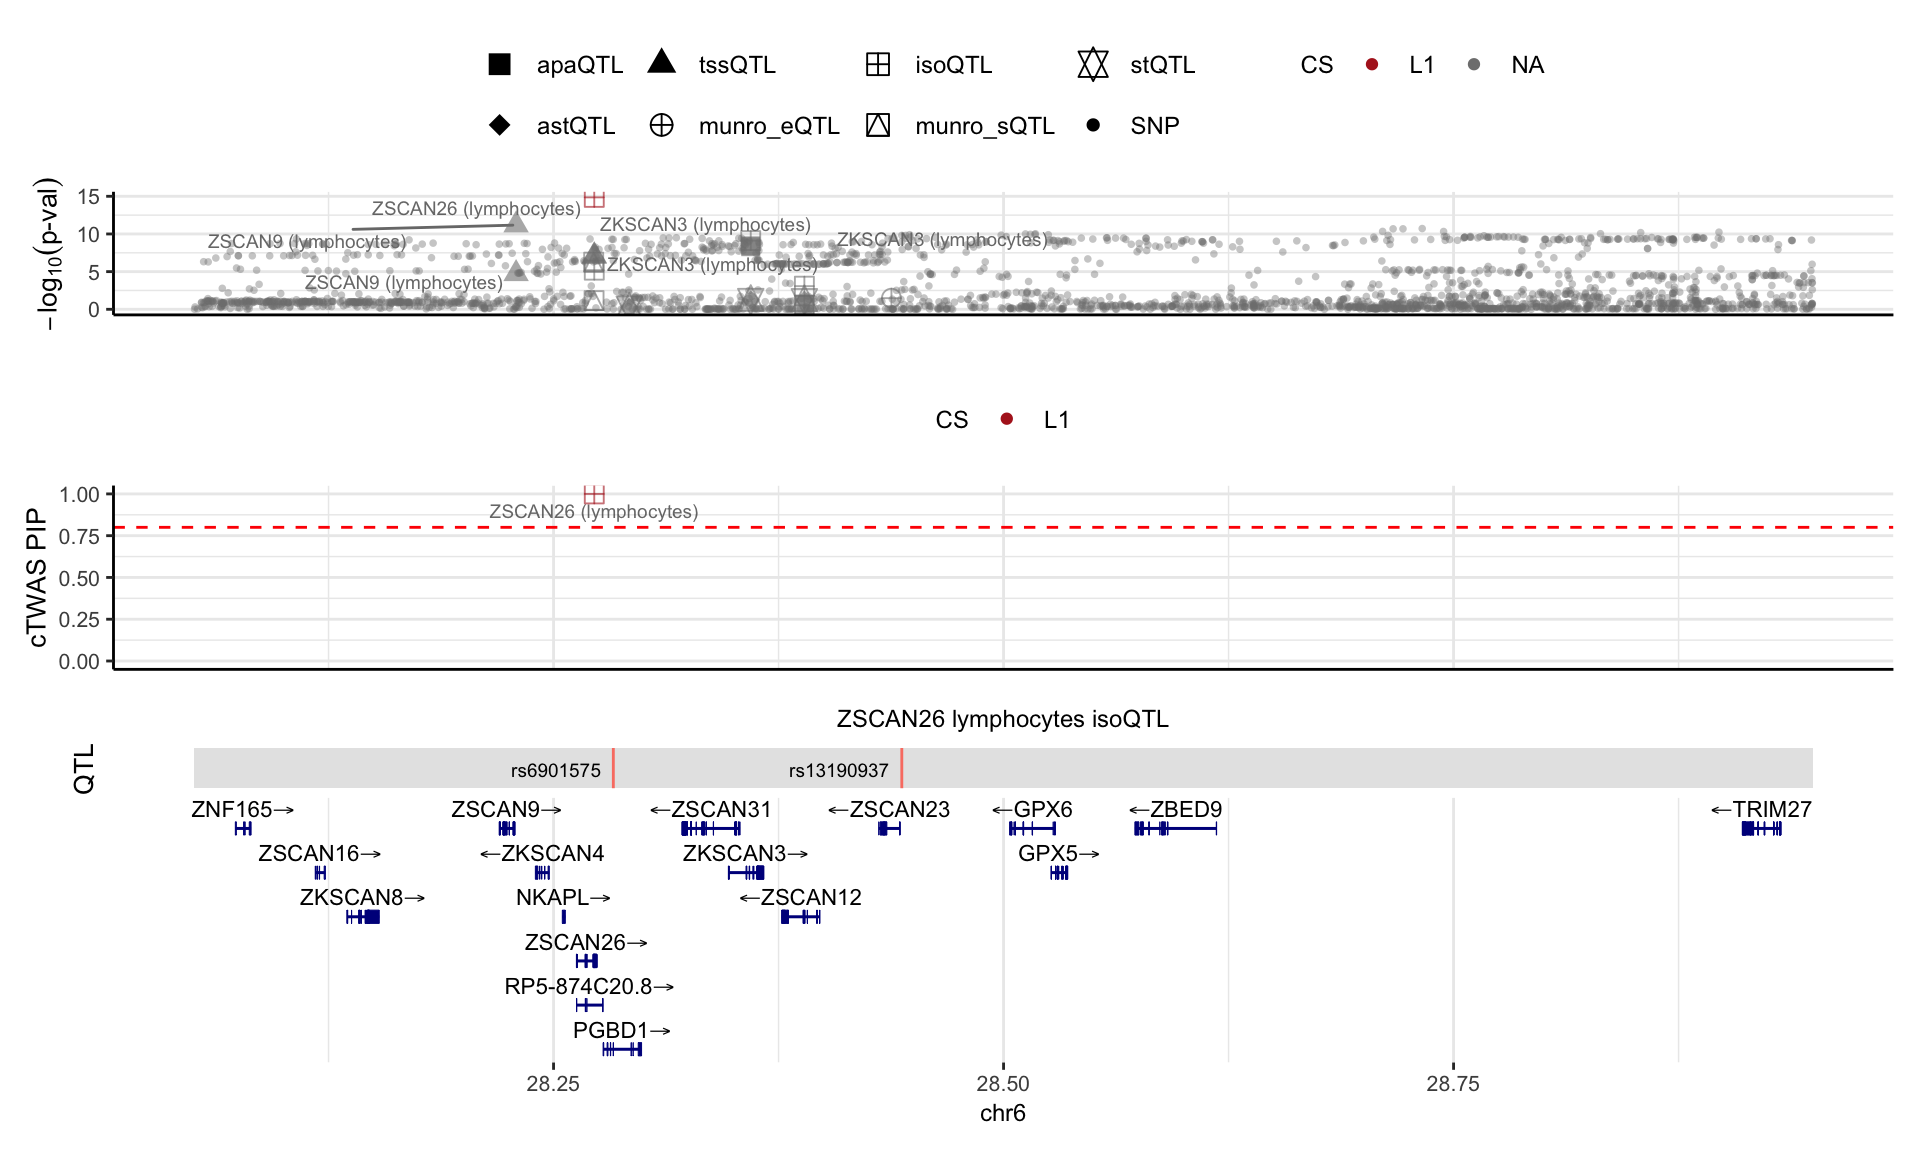 apaQTL tssQTL isoQTL stQTL CS L1 NA
astQTL munro_eQTL munro_sQTL SNP
−log10(p-val)
15
10
5
0
ZSCAN26 (lymphocytes)
ZKSCAN3 (lymphocytes)
ZSCAN9 (lymphocytes)
ZKSCAN3 (lymphocytes)
ZKSCAN3 (lymphocytes)
ZSCAN9 (lymphocytes)
CS L1
cTWAS PIP
1.00
0.75
0.50
0.25
0.00
ZSCAN26 (lymphocytes)
ZSCAN26 lymphocytes isoQTL
QTL
rs6901575 rs13190937
ZNF165→ ZSCAN9→ ←ZSCAN31 ←ZSCAN23 ←GPX6 ←ZBED9 ←TRIM27
ZSCAN16→ ←ZKSCAN4 ZKSCAN3→ GPX5→
ZKSCAN8→ NKAPL→ ←ZSCAN12
ZSCAN26→
RP5-874C20.8→
PGBD1→
28.25 28.50 28.75
chr6